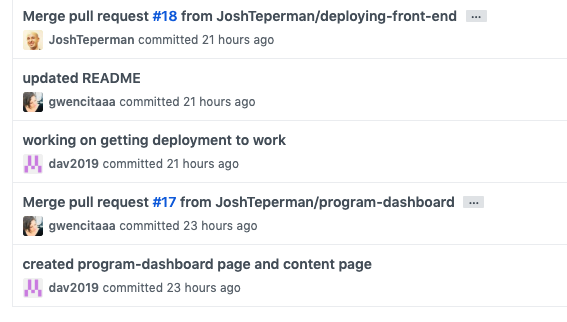 Merge pull request #18 from JoshTeperman/deploying-front-end ...
JoshTeperman committed 21 hours ago
updated README
gwencitaaa committed 21 hours ago
working on getting deployment to work
dav2019 committed 21 hours ago
Merge pull request #17 from JoshTeperman/program-dashboard ...
gwencitaaa committed 23 hours ago
created program-dashboard page and content page
dav2019 committed 23 hours ago